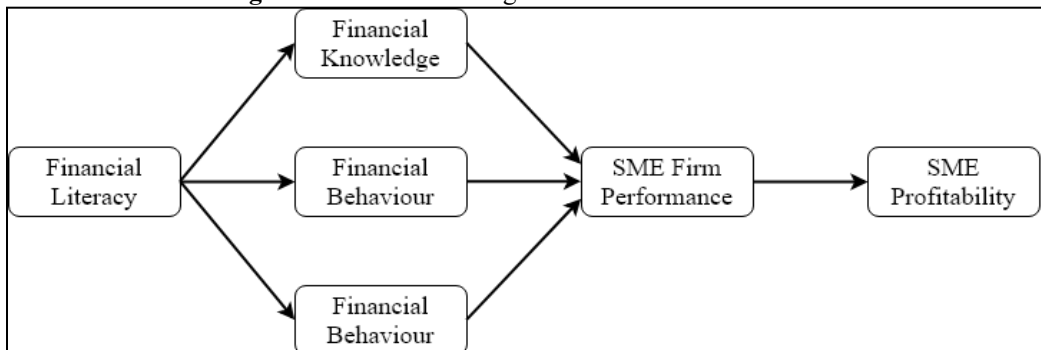 Financial
Knowledge
Financial
Literacy
Financial
Behaviour
SME Firm
Performance
SME
Profitability
Financial
Behaviour